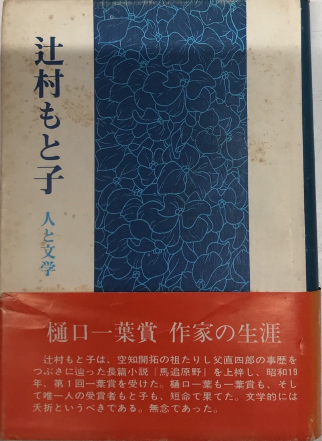 辻村もと子
人と文学
樋口一葉賞 作家の生涯
辻村もと子は、空知開拓の祖たりし父直四郎の事歴を
つぶさに辿った長篇小説「馬追原野」を上梓し、昭和19
年、第1回一葉賞を受けた。樋口一葉も一葉賞も、そし
て唯一人の受賞者もと子も、短命で果てた。文学的には
夭折というべきである。無念であった。